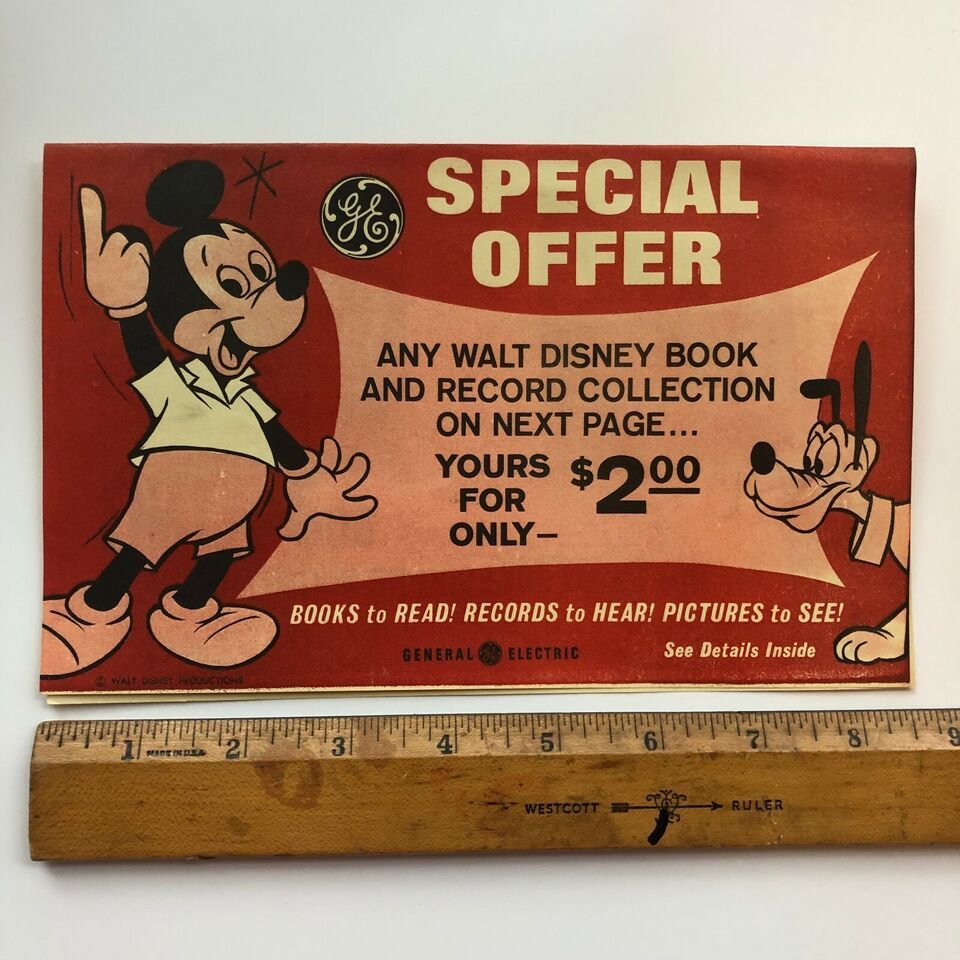 GE
SPECIAL
OFFER
ANY WALT DISNEY BOOK
AND RECORD COLLECTION
ON NEXT PAGE...
YOURS
FOR
ONLY—
$2.00
BOOKS to READ! RECORDS to HEAR! PICTURES to SEE!
GENERAL GE ELECTRIC
See Details Inside
© WALT DISNEY PRODUCTIONS
1 2 3 4 5 6 7 8 9
MADE IN U.S.A.
WESTCOTT RULER